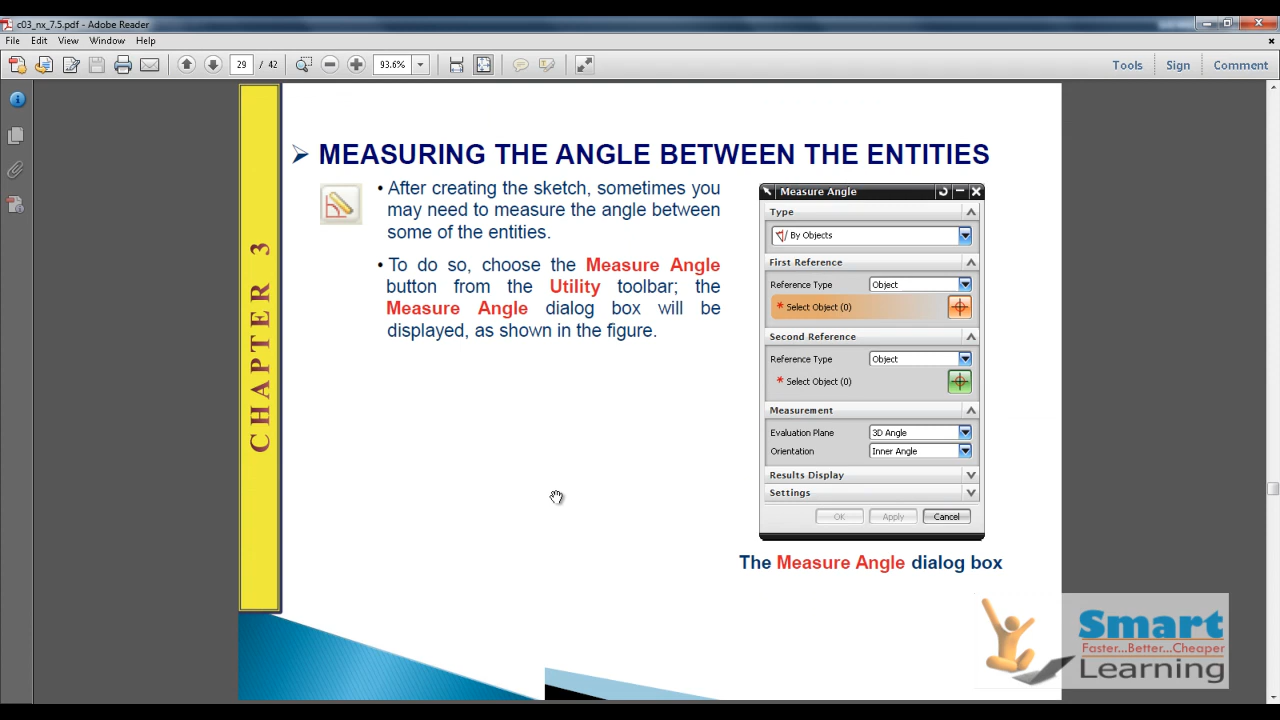 c03_nx_7.5.pdf - Adobe Reader
File Edit View Window Help
29 / 42 93.6% Tools Sign Comment
CHAPTER 3
MEASURING THE ANGLE BETWEEN THE ENTITIES
• After creating the sketch, sometimes you
may need to measure the angle between
some of the entities.
• To do so, choose the Measure Angle
button from the Utility toolbar; the
Measure Angle dialog box will be
displayed, as shown in the figure.
Measure Angle
Type
By Objects
First Reference
Reference Type Object
* Select Object (0)
Second Reference
Reference Type Object
* Select Object (0)
Measurement
Evaluation Plane 3D Angle
Orientation Inner Angle
Results Display
Settings
OK Apply Cancel
The Measure Angle dialog box
Smart
Faster...Better...Cheaper
Learning